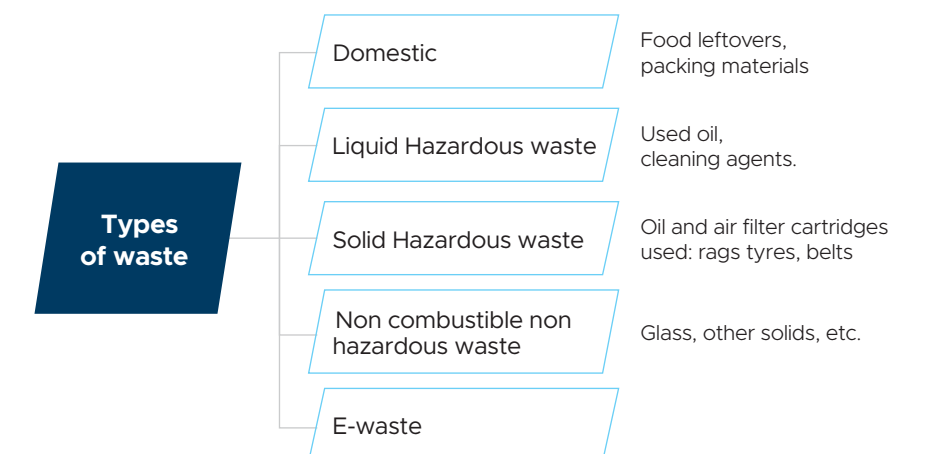 Types
of waste
Domestic
Food leftovers,
packing materials
Liquid Hazardous waste
Used oil,
cleaning agents.
Solid Hazardous waste
Oil and air filter cartridges
used: rags tyres, belts
Non combustible non
hazardous waste
Glass, other solids, etc.
E-waste